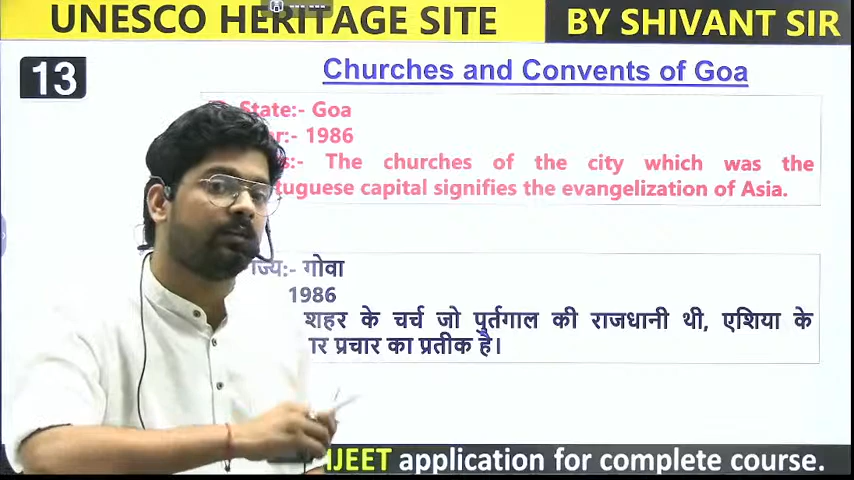 UNESCO HERITAGE SITE
BY SHIVANT SIR
13
Churches and Convents of Goa
State:- Goa
1986
The churches of the city which was the
capital signifies the evangelization of Asia.
गोवा
1986
शहर के चर्च जो पुर्तगाल की राजधानी थी, एशिया के
प्रचार का प्रतीक है।
application for complete course.